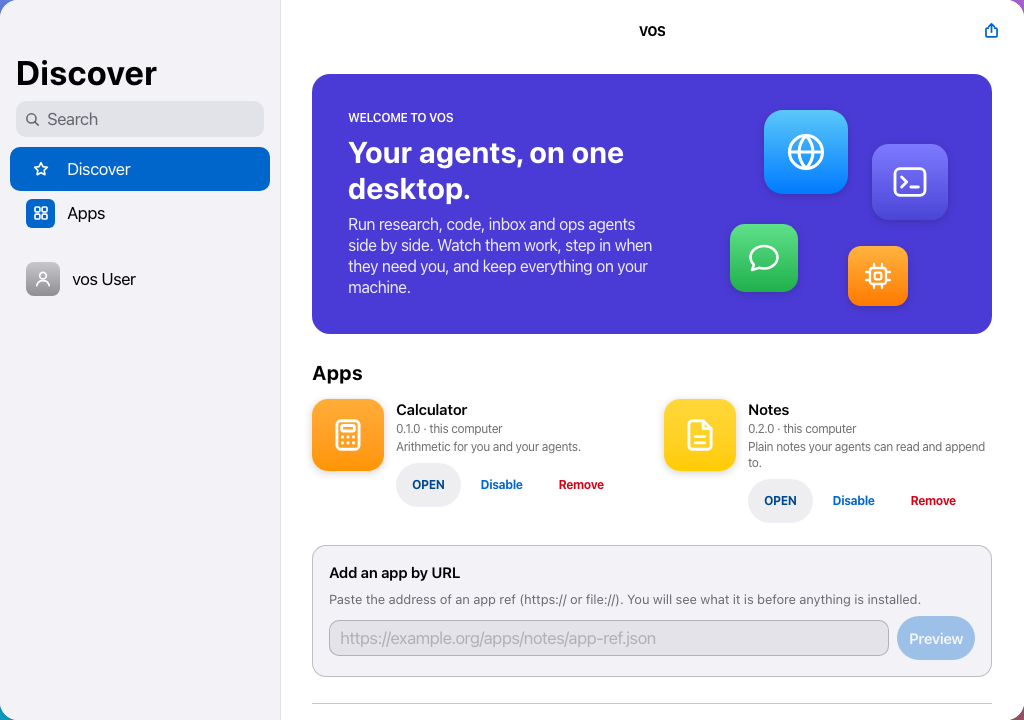 Discover
Search
Discover
Apps
vos User
VOS
WELCOME TO VOS
Your agents, on one
desktop.
Run research, code, inbox and ops agents
side by side. Watch them work, step in when
they need you, and keep everything on your
machine.
Apps
Calculator
0.1.0 · this computer
Arithmetic for you and your agents.
OPEN Disable Remove
Notes
0.2.0 · this computer
Plain notes your agents can read and append
to.
OPEN Disable Remove
Add an app by URL
Paste the address of an app ref (https:// or file://). You will see what it is before anything is installed.
https://example.org/apps/notes/app-ref.json
Preview